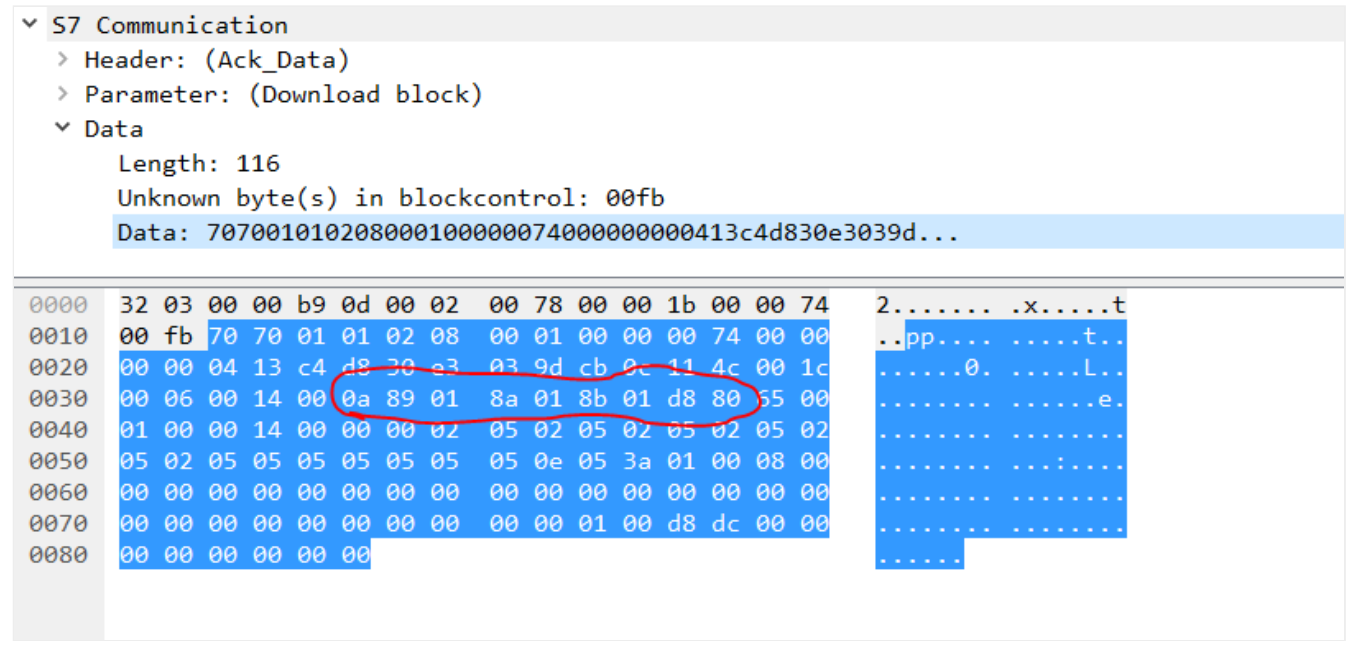 S7 Communication
Header: (Ack_Data)
Parameter: (Download block)
Data
Length: 116
Unknown byte(s) in blockcontrol: 00fb
Data: 70700101020800010000007400000000413c4d830e3039d...
0000 32 03 00 00 b9 0d 00 02 00 78 00 00 1b 00 00 74 2....... .x.....t
0010 00 fb 70 70 01 01 02 08 00 01 00 00 00 74 00 00 ..pp.... .....t..
0020 00 00 04 13 c4 d8 30 e3 03 9d cb 0c 11 4c 00 1c ......0. .....L..
0030 00 06 00 14 00 0a 89 01 8a 01 8b 01 d8 80 65 00 ........ ......e.
0040 01 00 00 14 00 00 00 02 05 02 05 02 05 02 05 02 ........ ........
0050 05 02 05 05 05 05 05 05 05 0e 05 3a 01 00 08 00 ........ ...:....
0060 00 00 00 00 00 00 00 00 00 00 00 00 00 00 00 00 ........ ........
0070 00 00 00 00 00 00 00 00 00 00 01 00 d8 dc 00 00 ........ ........
0080 00 00 00 00 00 00 ......